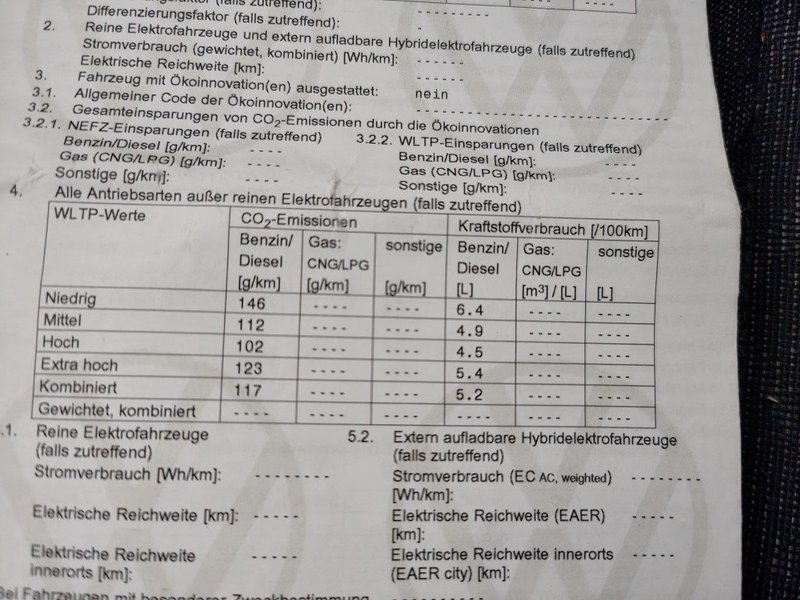 (falls zutreffend):
Differenzierungsfaktor (falls zutreffend): -
2. Reine Elektrofahrzeuge und extern aufladbare Hybridelektrofahrzeuge (falls zutreffend)
Stromverbrauch (gewichtet, kombiniert) [Wh/km]: ------
Elektrische Reichweite [km]: ------
3. Fahrzeug mit Ökoinnovation(en) ausgestattet: nein
3.1. Allgemeiner Code der Ökoinnovation(en):
3.2. Gesamteinsparungen von CO₂-Emissionen durch die Ökoinnovationen
3.2.1. NEFZ-Einsparungen (falls zutreffend) 3.2.2. WLTP-Einsparungen (falls zutreffend)
Benzin/Diesel [g/km]: ---- Benzin/Diesel [g/km]: ----
Gas (CNG/LPG) [g/km]: ---- Gas (CNG/LPG) [g/km]: ----
Sonstige [g/km]: ---- Sonstige [g/km]: ----
4. Alle Antriebsarten außer reinen Elektrofahrzeugen (falls zutreffend)
WLTP-Werte CO₂-Emissionen Kraftstoffverbrauch [/100km]
Benzin/ Gas: sonstige Benzin/ Gas: sonstige
Diesel CNG/LPG Diesel CNG/LPG
[g/km] [g/km] [g/km] [L] [m³] / [L] [L]
Niedrig 146 ---- ---- 6.4 ---- ----
Mittel 112 ---- ---- 4.9 ---- ----
Hoch 102 ---- ---- 4.5 ---- ----
Extra hoch 123 ---- ---- 5.4 ---- ----
Kombiniert 117 ---- ---- 5.2 ---- ----
Gewichtet, kombiniert ---- ---- ---- ---- ---- ----
.1. Reine Elektrofahrzeuge 5.2. Extern aufladbare Hybridelektrofahrzeuge
(falls zutreffend) (falls zutreffend)
Stromverbrauch [Wh/km]: -------- Stromverbrauch (EC AC, weighted) --------
[Wh/km]:
Elektrische Reichweite [km]: ----- Elektrische Reichweite (EAER) -----
[km]:
Elektrische Reichweite ----- Elektrische Reichweite innerorts -----
innerorts [km]: (EAER city) [km]:
Bei Fahrzeugen mit besonderer Zweckbestimmung